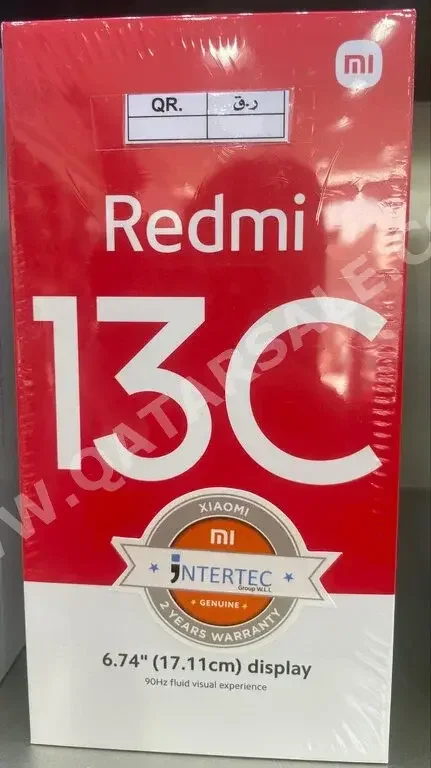 mi
QR. ر.ق
Redmi
13C
WWW.QATARSALE.CO
XIAOMI
mi
INTERTEC
Group W.L.L
GENUINE
2 YEARS WARRANTY
6.74" (17.11cm) display
90Hz fluid visual experience